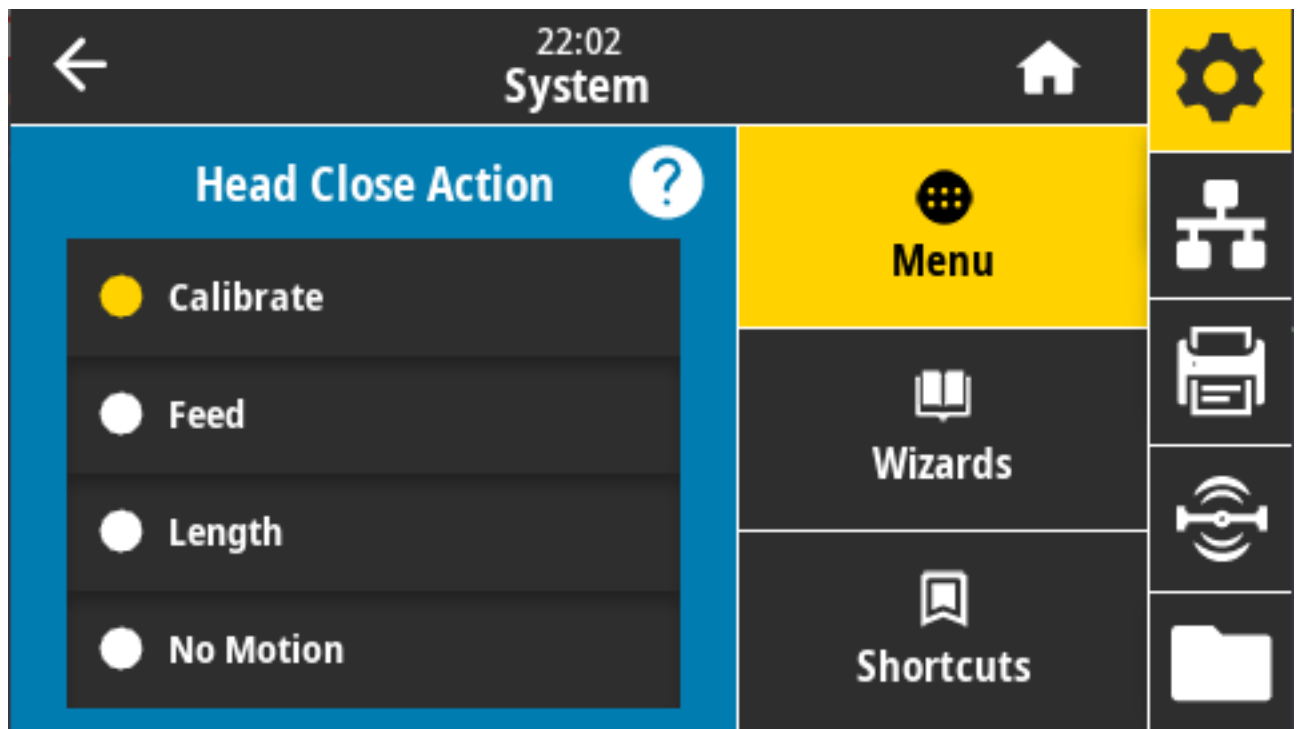 22:02
System
Head Close Action
?
Calibrate
Feed
Length
No Motion
Menu
Wizards
Shortcuts